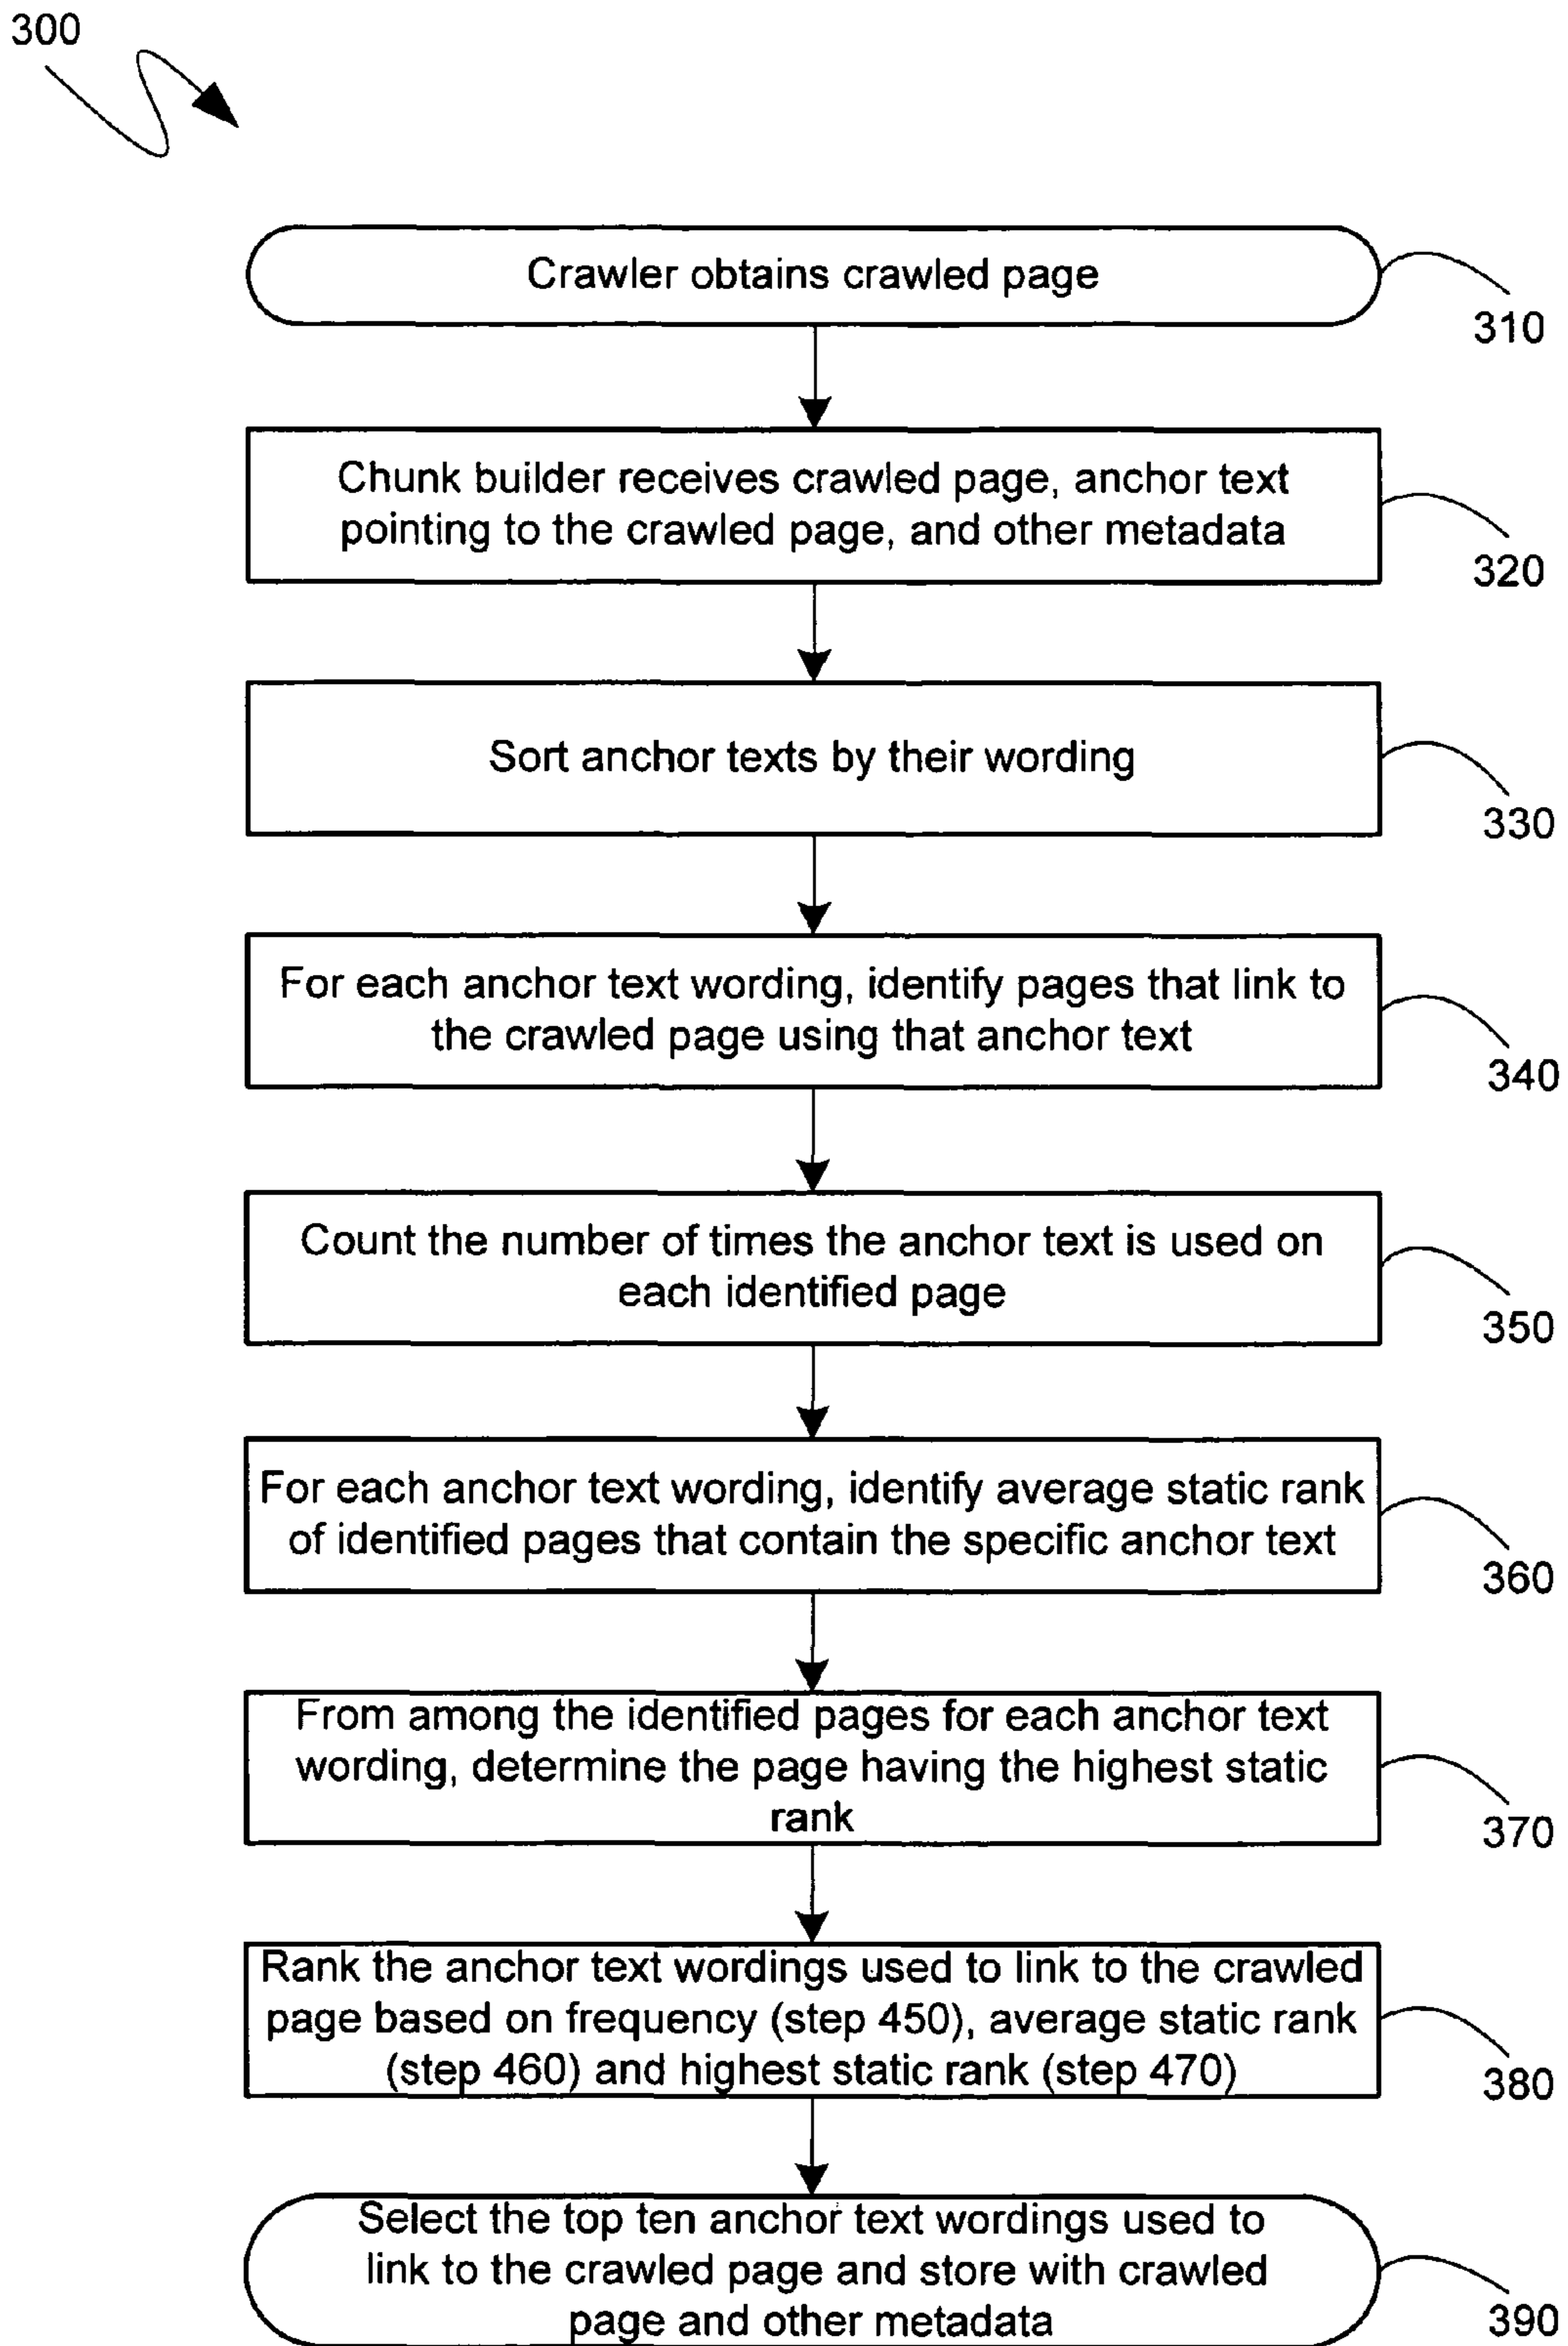 300
Crawler obtains crawled page
310
Chunk builder receives crawled page, anchor text
pointing to the crawled page, and other metadata
320
Sort anchor texts by their wording
330
For each anchor text wording, identify pages that link to
the crawled page using that anchor text
340
Count the number of times the anchor text is used on
each identified page
350
For each anchor text wording, identify average static rank
of identified pages that contain the specific anchor text
360
From among the identified pages for each anchor text
wording, determine the page having the highest static
rank
370
Rank the anchor text wordings used to link to the crawled
page based on frequency (step 450), average static rank
(step 460) and highest static rank (step 470)
380
Select the top ten anchor text wordings used to
link to the crawled page and store with crawled
page and other metadata
390